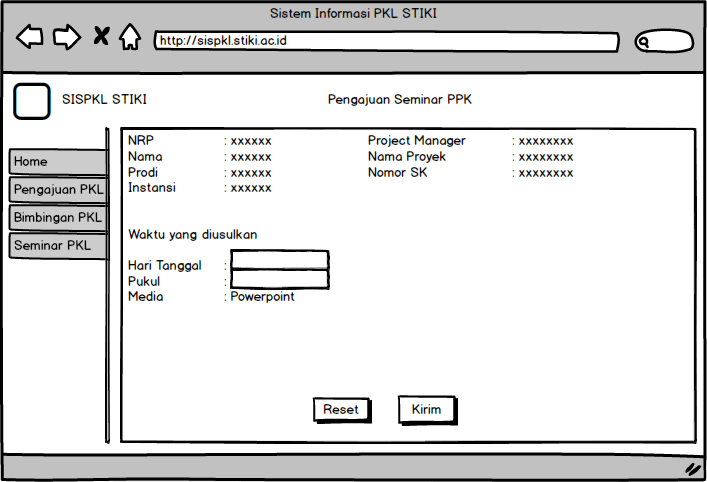 Sistem Informasi PKL STIKI
http://sispkl.stiki.ac.id
SISPKL STIKI
Pengajuan Seminar PPK
Home
Pengajuan PKL
Bimbingan PKL
Seminar PKL
NRP : xxxxxx Project Manager : xxxxxxxx
Nama : xxxxxx Nama Proyek : xxxxxxxx
Prodi : xxxxxx Nomor SK : xxxxxxxx
Instansi : xxxxxx
Waktu yang diusulkan
Hari Tanggal :
Pukul :
Media : Powerpoint
Reset Kirim